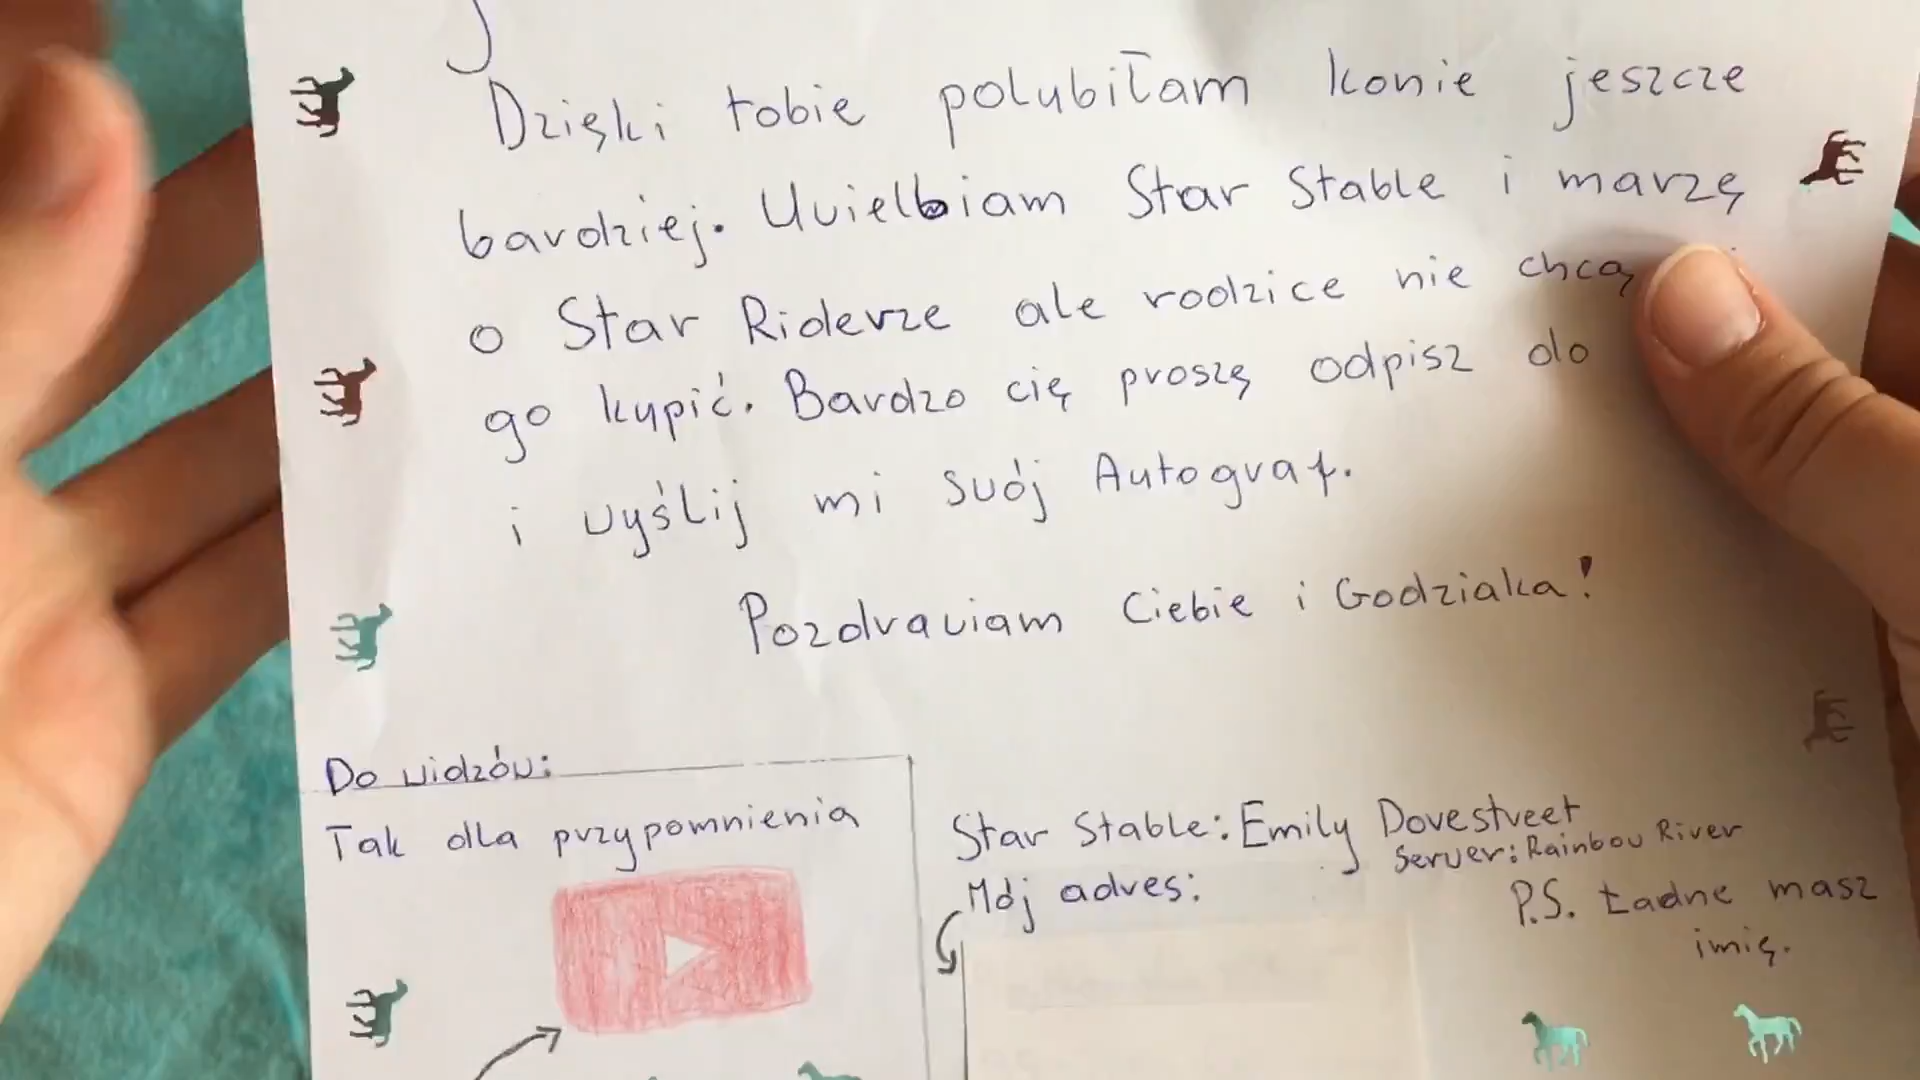 Dzięki tobie polubiłam konie jeszcze
bardziej. Uwielbiam Star Stable i marzę
o Star Riderze ale rodzice nie chcą
go kupić. Bardzo cię proszę odpisz do
i wyślij mi swój Autograf.
Pozdrawiam Ciebie i Godziaka!
Do widzów:
Tak dla przypomnienia
Star Stable: Emily Dovestreet
Server: Rainbow River
Mój adres:
P.S. Ładne masz
imię.